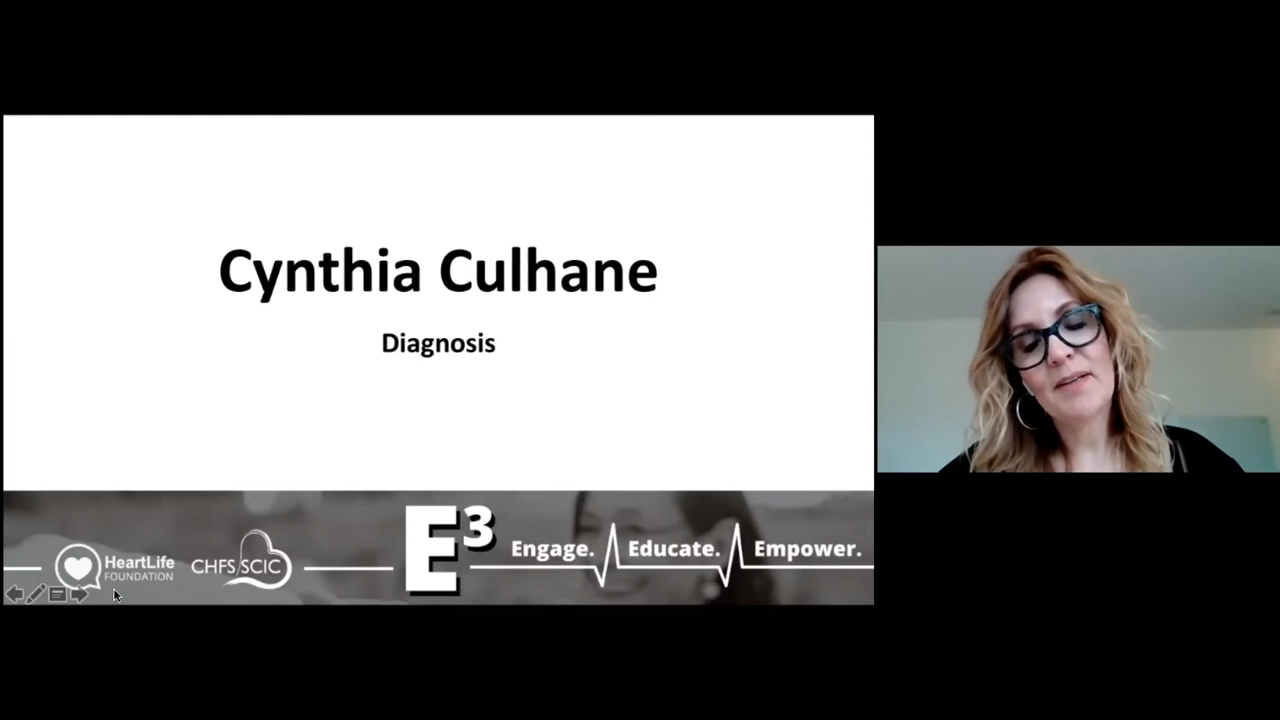 Cynthia Culhane
Diagnosis
HeartLife
FOUNDATION
CHFS/SCIC
E³
Engage. Educate. Empower.